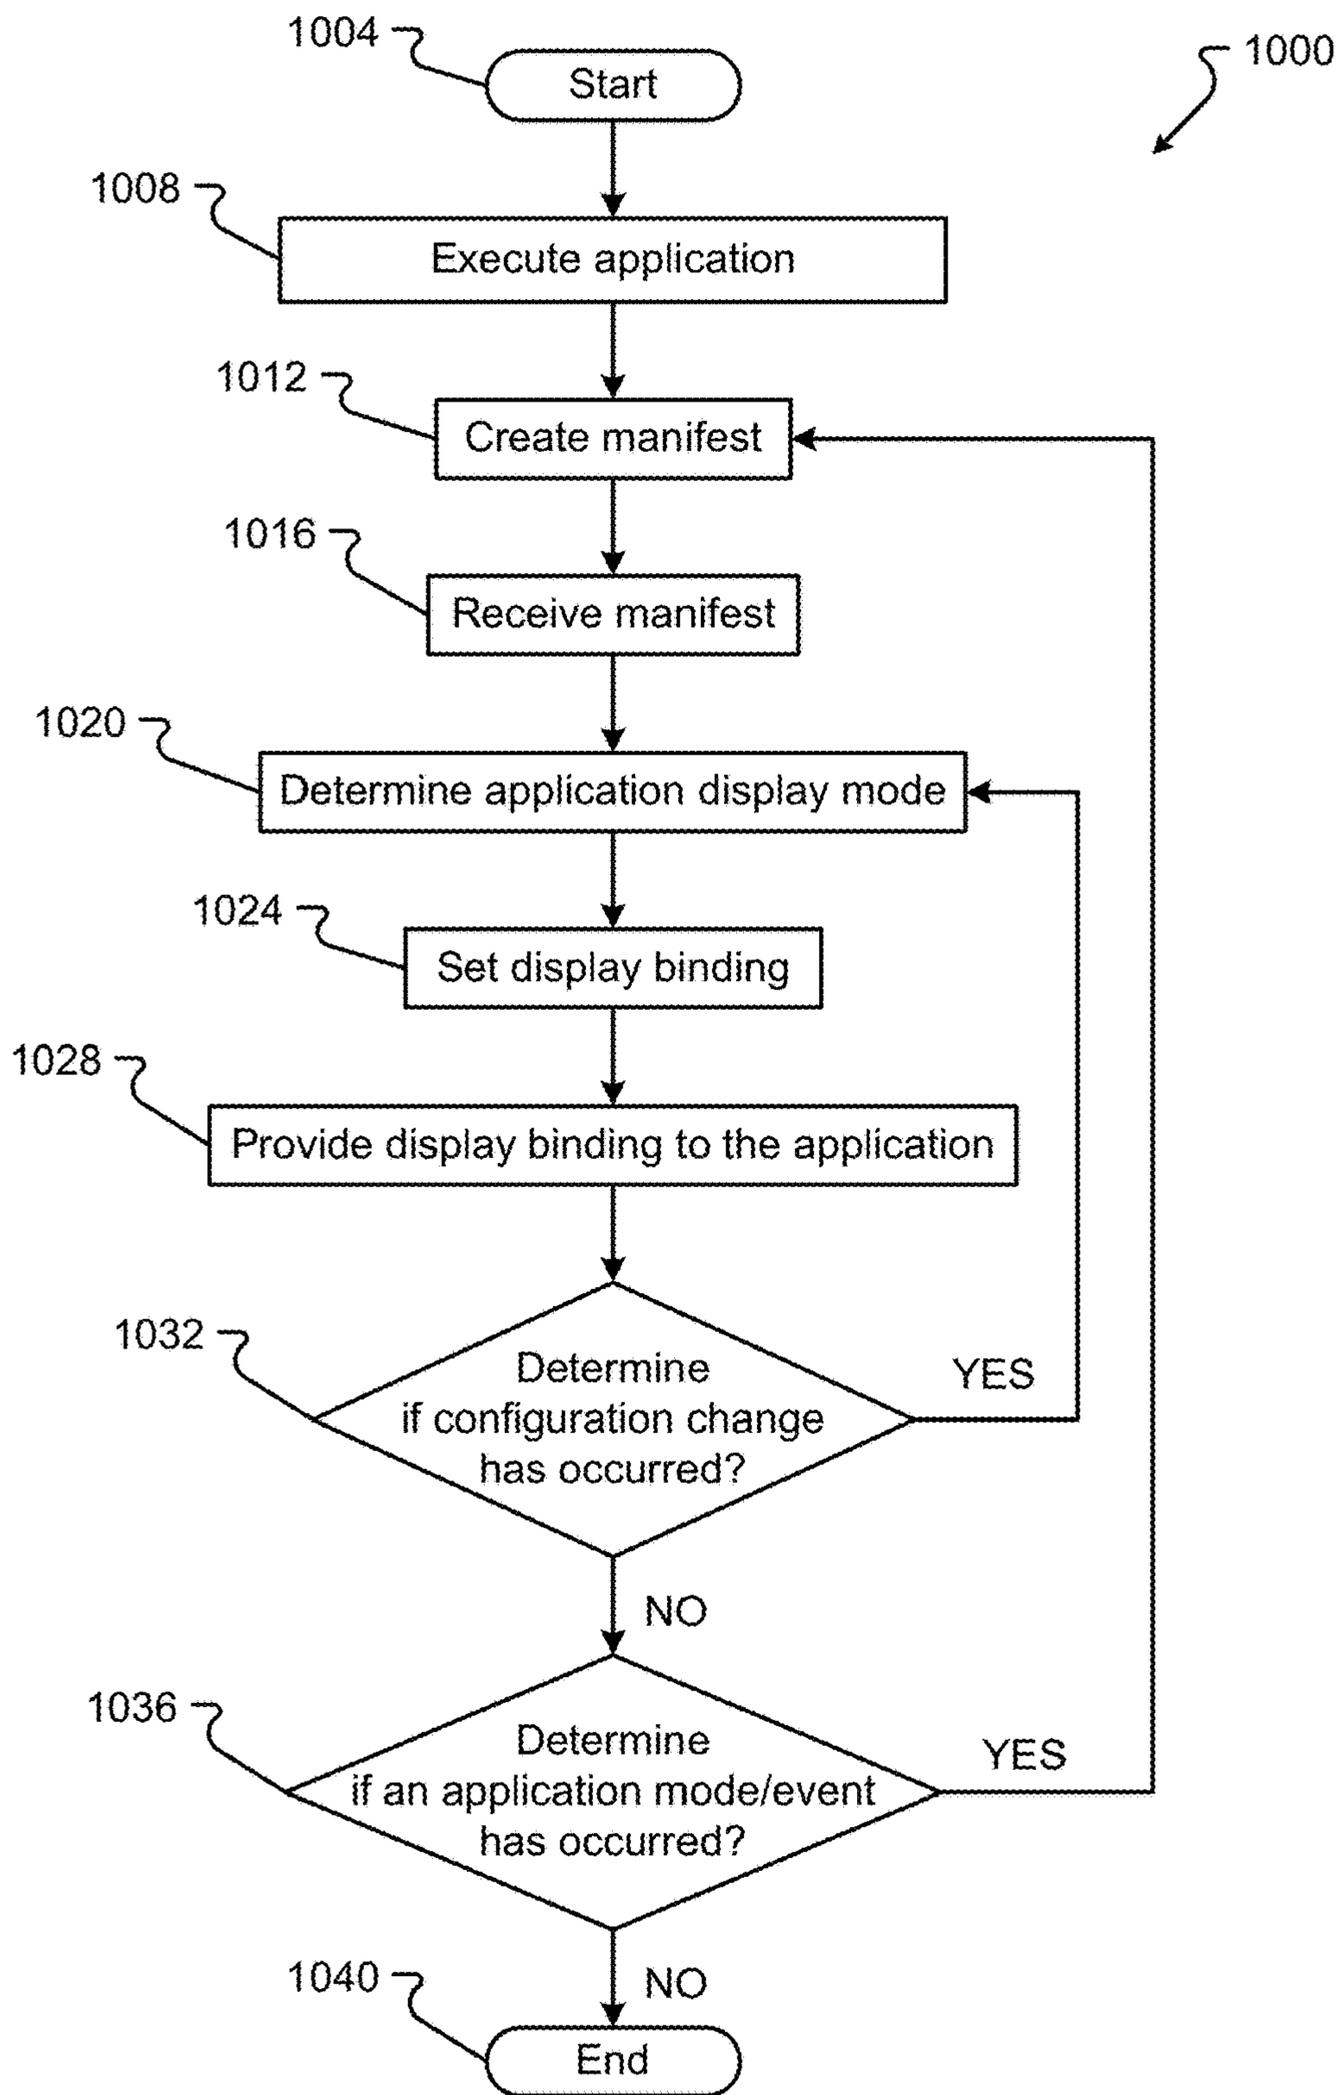 1004
Start
1000
1008
Execute application
1012
Create manifest
1016
Receive manifest
1020
Determine application display mode
1024
Set display binding
1028
Provide display binding to the application
1032
Determine
if configuration change
has occurred?
YES
NO
1036
Determine
if an application mode/event
has occurred?
YES
NO
1040
End